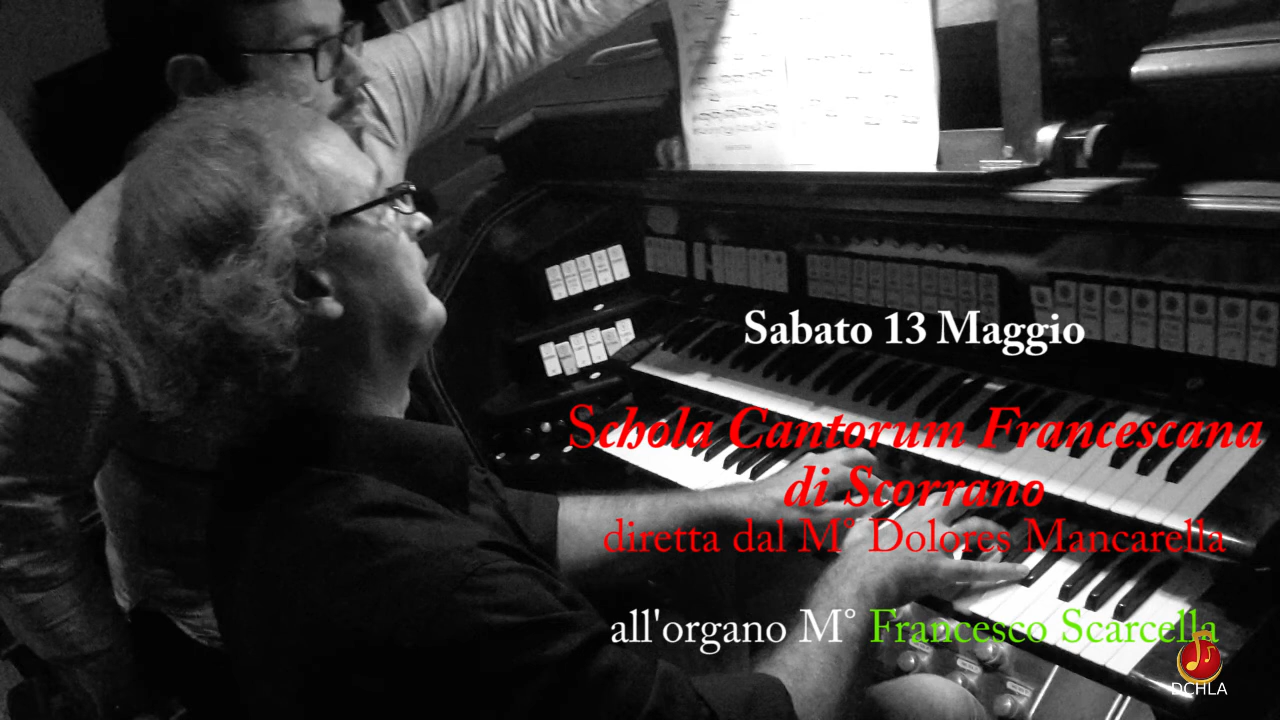 Sabato 13 Maggio
Schola Cantorum Francescana
di Scorrano
diretta dal M° Dolores Mancarella
all'organo M° Francesco Scarcella
DCHLA